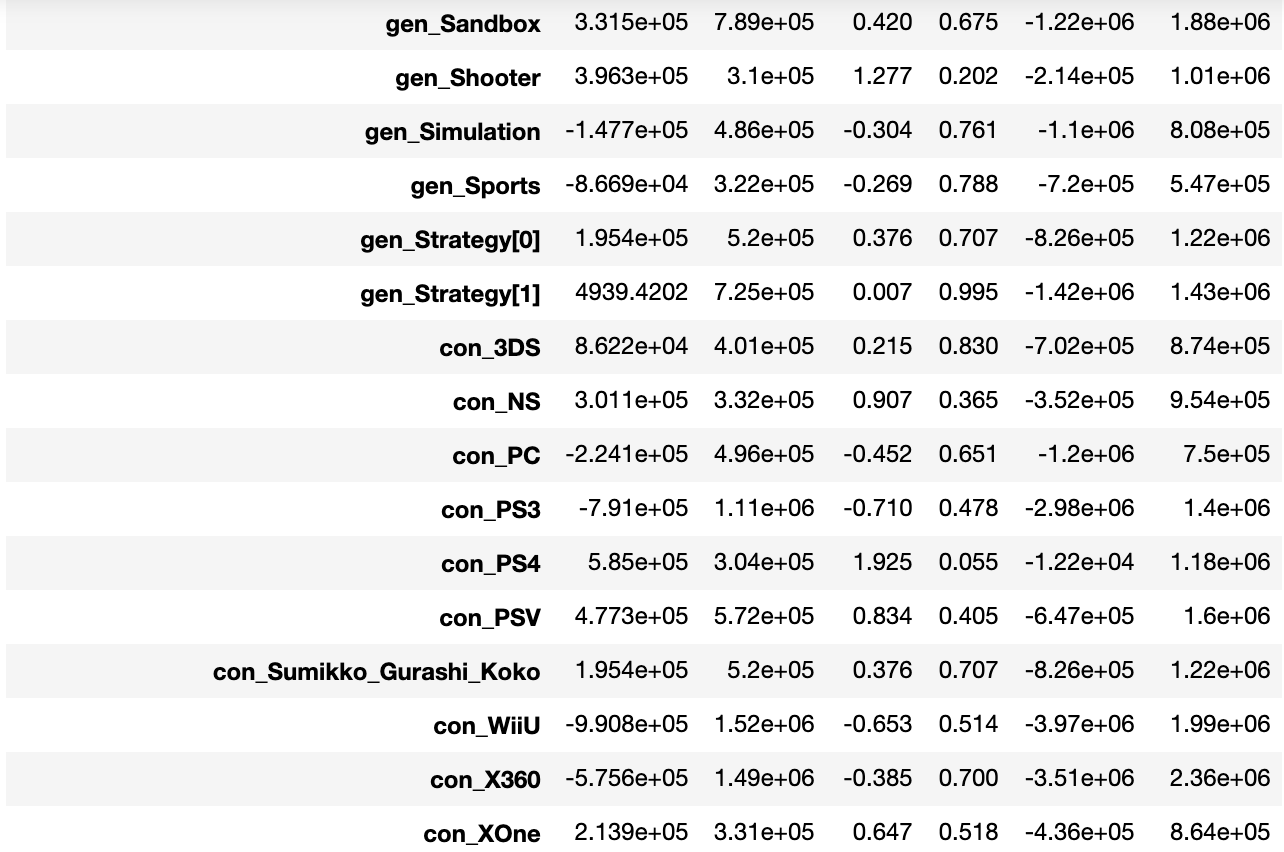 gen_Sandbox 3.315e+05 7.89e+05 0.420 0.675 -1.22e+06 1.88e+06
gen_Shooter 3.963e+05 3.1e+05 1.277 0.202 -2.14e+05 1.01e+06
gen_Simulation -1.477e+05 4.86e+05 -0.304 0.761 -1.1e+06 8.08e+05
gen_Sports -8.669e+04 3.22e+05 -0.269 0.788 -7.2e+05 5.47e+05
gen_Strategy[0] 1.954e+05 5.2e+05 0.376 0.707 -8.26e+05 1.22e+06
gen_Strategy[1] 4939.4202 7.25e+05 0.007 0.995 -1.42e+06 1.43e+06
con_3DS 8.622e+04 4.01e+05 0.215 0.830 -7.02e+05 8.74e+05
con_NS 3.011e+05 3.32e+05 0.907 0.365 -3.52e+05 9.54e+05
con_PC -2.241e+05 4.96e+05 -0.452 0.651 -1.2e+06 7.5e+05
con_PS3 -7.91e+05 1.11e+06 -0.710 0.478 -2.98e+06 1.4e+06
con_PS4 5.85e+05 3.04e+05 1.925 0.055 -1.22e+04 1.18e+06
con_PSV 4.773e+05 5.72e+05 0.834 0.405 -6.47e+05 1.6e+06
con_Sumikko_Gurashi_Koko 1.954e+05 5.2e+05 0.376 0.707 -8.26e+05 1.22e+06
con_WiiU -9.908e+05 1.52e+06 -0.653 0.514 -3.97e+06 1.99e+06
con_X360 -5.756e+05 1.49e+06 -0.385 0.700 -3.51e+06 2.36e+06
con_XOne 2.139e+05 3.31e+05 0.647 0.518 -4.36e+05 8.64e+05